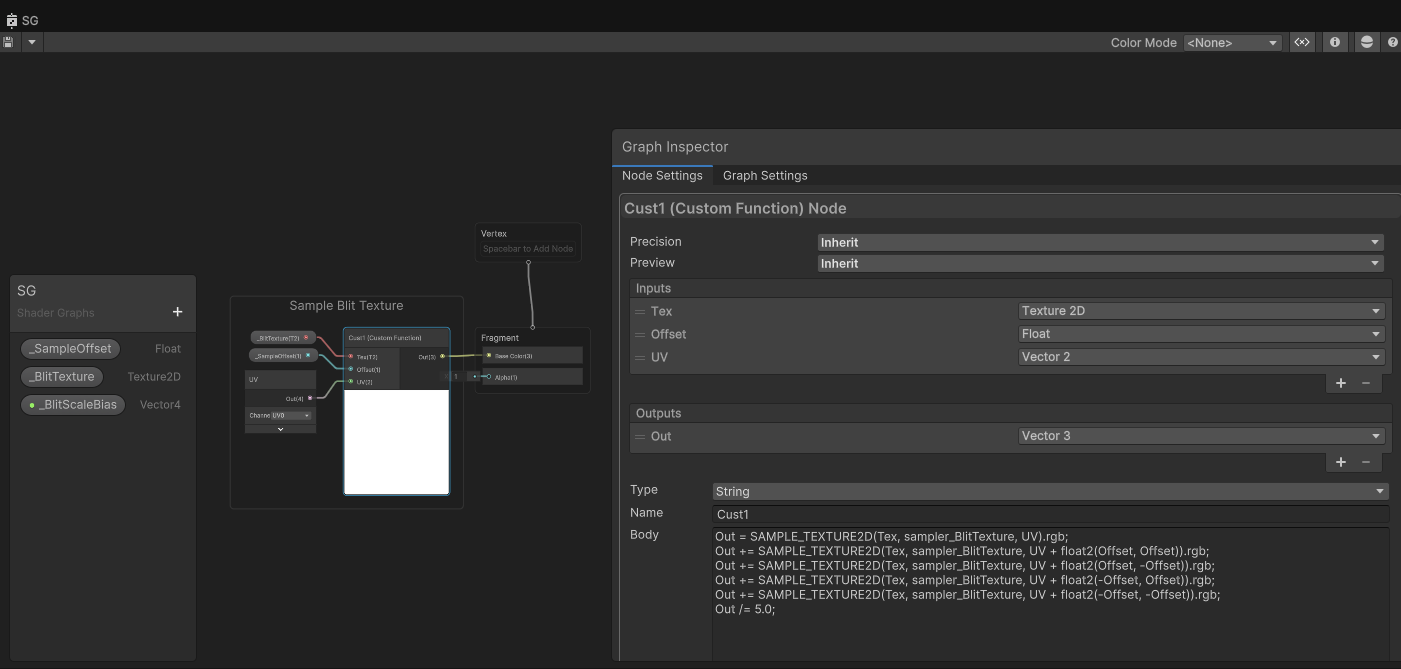 SG
Color Mode <None>
Graph Inspector
Node Settings Graph Settings
Cust1 (Custom Function) Node
Precision Inherit
Preview Inherit
Inputs
Tex Texture 2D
Offset Float
UV Vector 2
+ −
Outputs
Out Vector 3
+ −
Type String
Name Cust1
Body
Out = SAMPLE_TEXTURE2D(Tex, sampler_BlitTexture, UV).rgb;
Out += SAMPLE_TEXTURE2D(Tex, sampler_BlitTexture, UV + float2(Offset, Offset)).rgb;
Out += SAMPLE_TEXTURE2D(Tex, sampler_BlitTexture, UV + float2(Offset, -Offset)).rgb;
Out += SAMPLE_TEXTURE2D(Tex, sampler_BlitTexture, UV + float2(-Offset, Offset)).rgb;
Out += SAMPLE_TEXTURE2D(Tex, sampler_BlitTexture, UV + float2(-Offset, -Offset)).rgb;
Out /= 5.0;
SG
Shader Graphs +
_SampleOffset Float
_BlitTexture Texture2D
_BlitScaleBias Vector4
Sample Blit Texture
_BlitTexture(T2)
_SampleOffset(1)
UV
Out(4)
Channe UV0
Cust1 (Custom Function)
Tex(T2) Out(3)
Offset(1)
UV(2)
Vertex
Spacebar to Add Node
Fragment
Base Color(3)
1 Alpha(1)